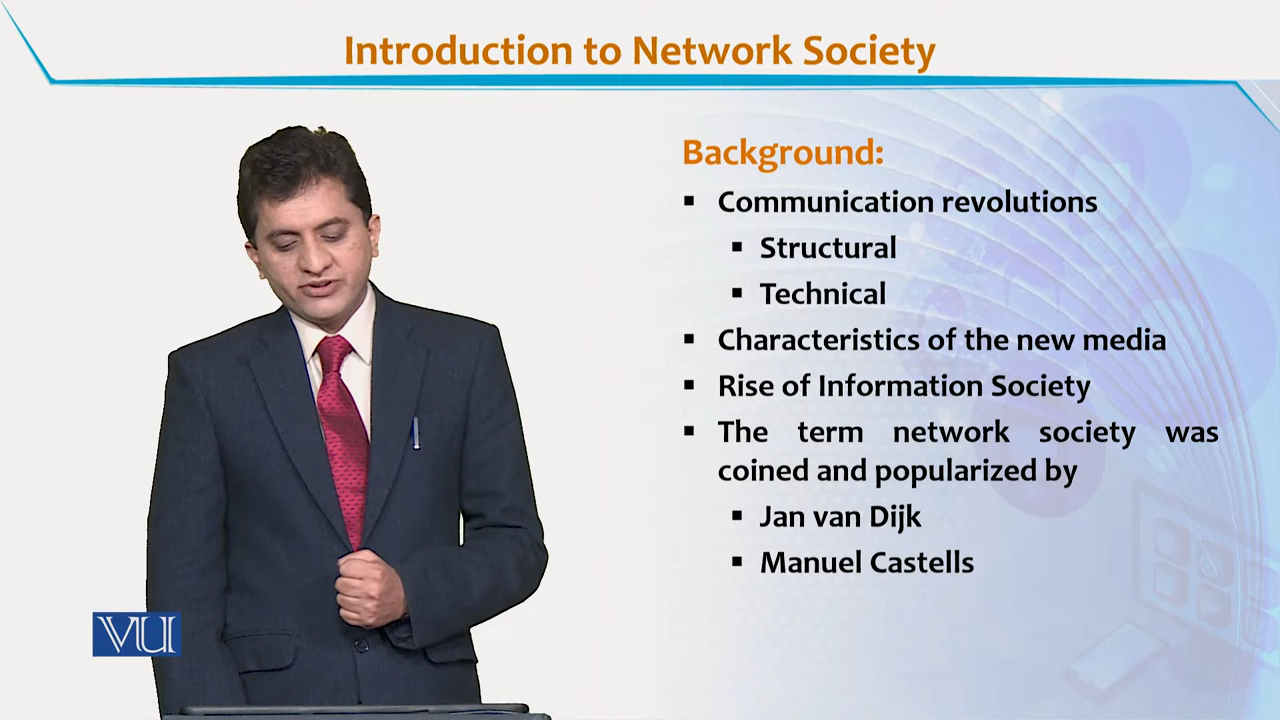 Introduction to Network Society
Background:
▪ Communication revolutions
▪ Structural
▪ Technical
▪ Characteristics of the new media
▪ Rise of Information Society
▪ The term network society was
coined and popularized by
▪ Jan van Dijk
▪ Manuel Castells
VU